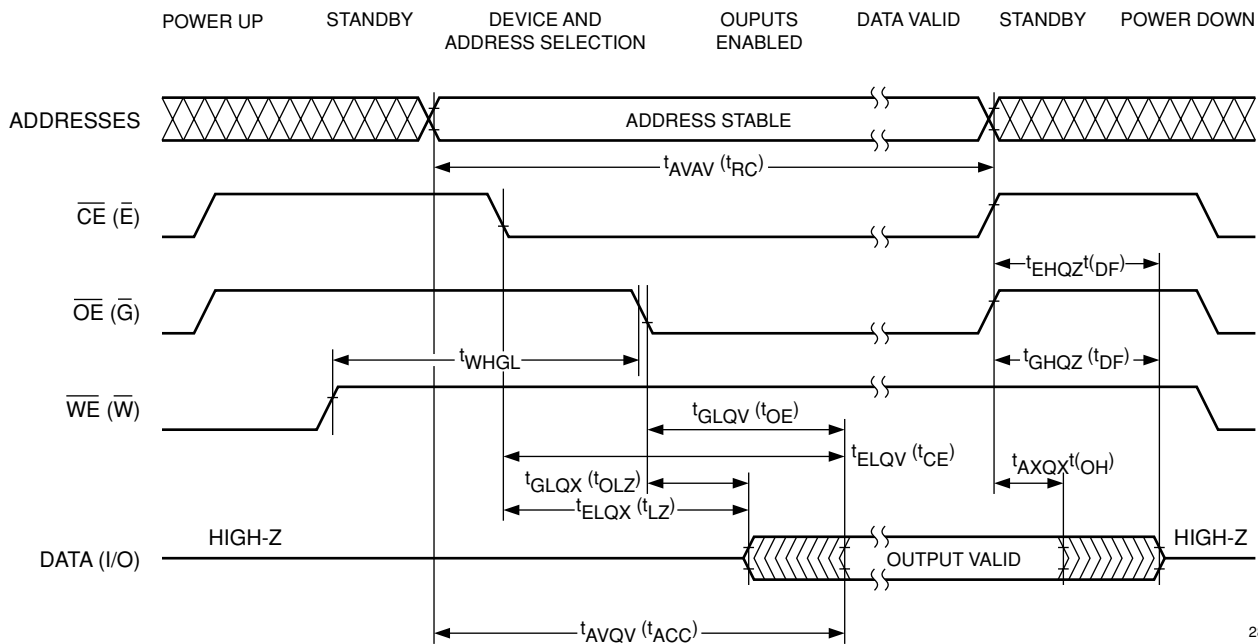 POWER UP
STANDBY
DEVICE AND
ADDRESS SELECTION
OUPUTS
ENABLED
DATA VALID
STANDBY
POWER DOWN
ADDRESSES
ADDRESS STABLE
tAVAV (tRC)
CE (E)
tEHQZt(DF)
OE (G)
tWHGL
tGHQZ (tDF)
WE (W)
tGLQV (tOE)
tELQV (tCE)
tAXQXt(OH)
tGLQX (tOLZ)
tELQX (tLZ)
HIGH-Z
HIGH-Z
DATA (I/O)
OUTPUT VALID
tAVQV (tACC)